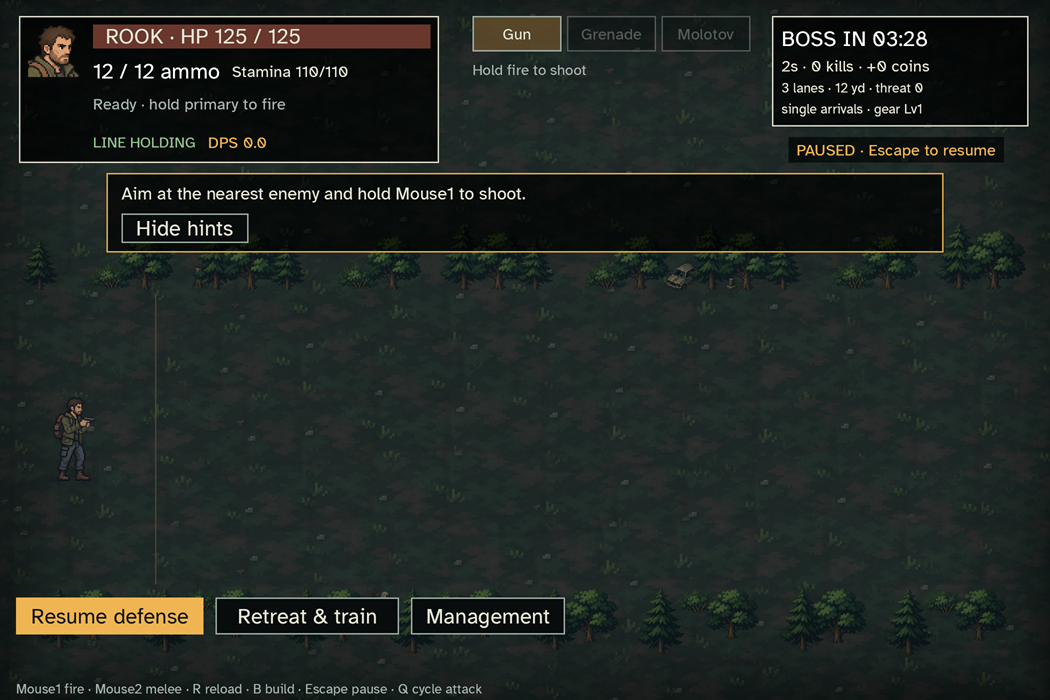 ROOK · HP 125 / 125
12 / 12 ammo Stamina 110/110
Ready · hold primary to fire
LINE HOLDING DPS 0.0
Gun Grenade Molotov
Hold fire to shoot
BOSS IN 03:28
2s · 0 kills · +0 coins
3 lanes · 12 yd · threat 0
single arrivals · gear Lv1
PAUSED · Escape to resume
Aim at the nearest enemy and hold Mouse1 to shoot.
Hide hints
Resume defense Retreat & train Management
Mouse1 fire · Mouse2 melee · R reload · B build · Escape pause · Q cycle attack